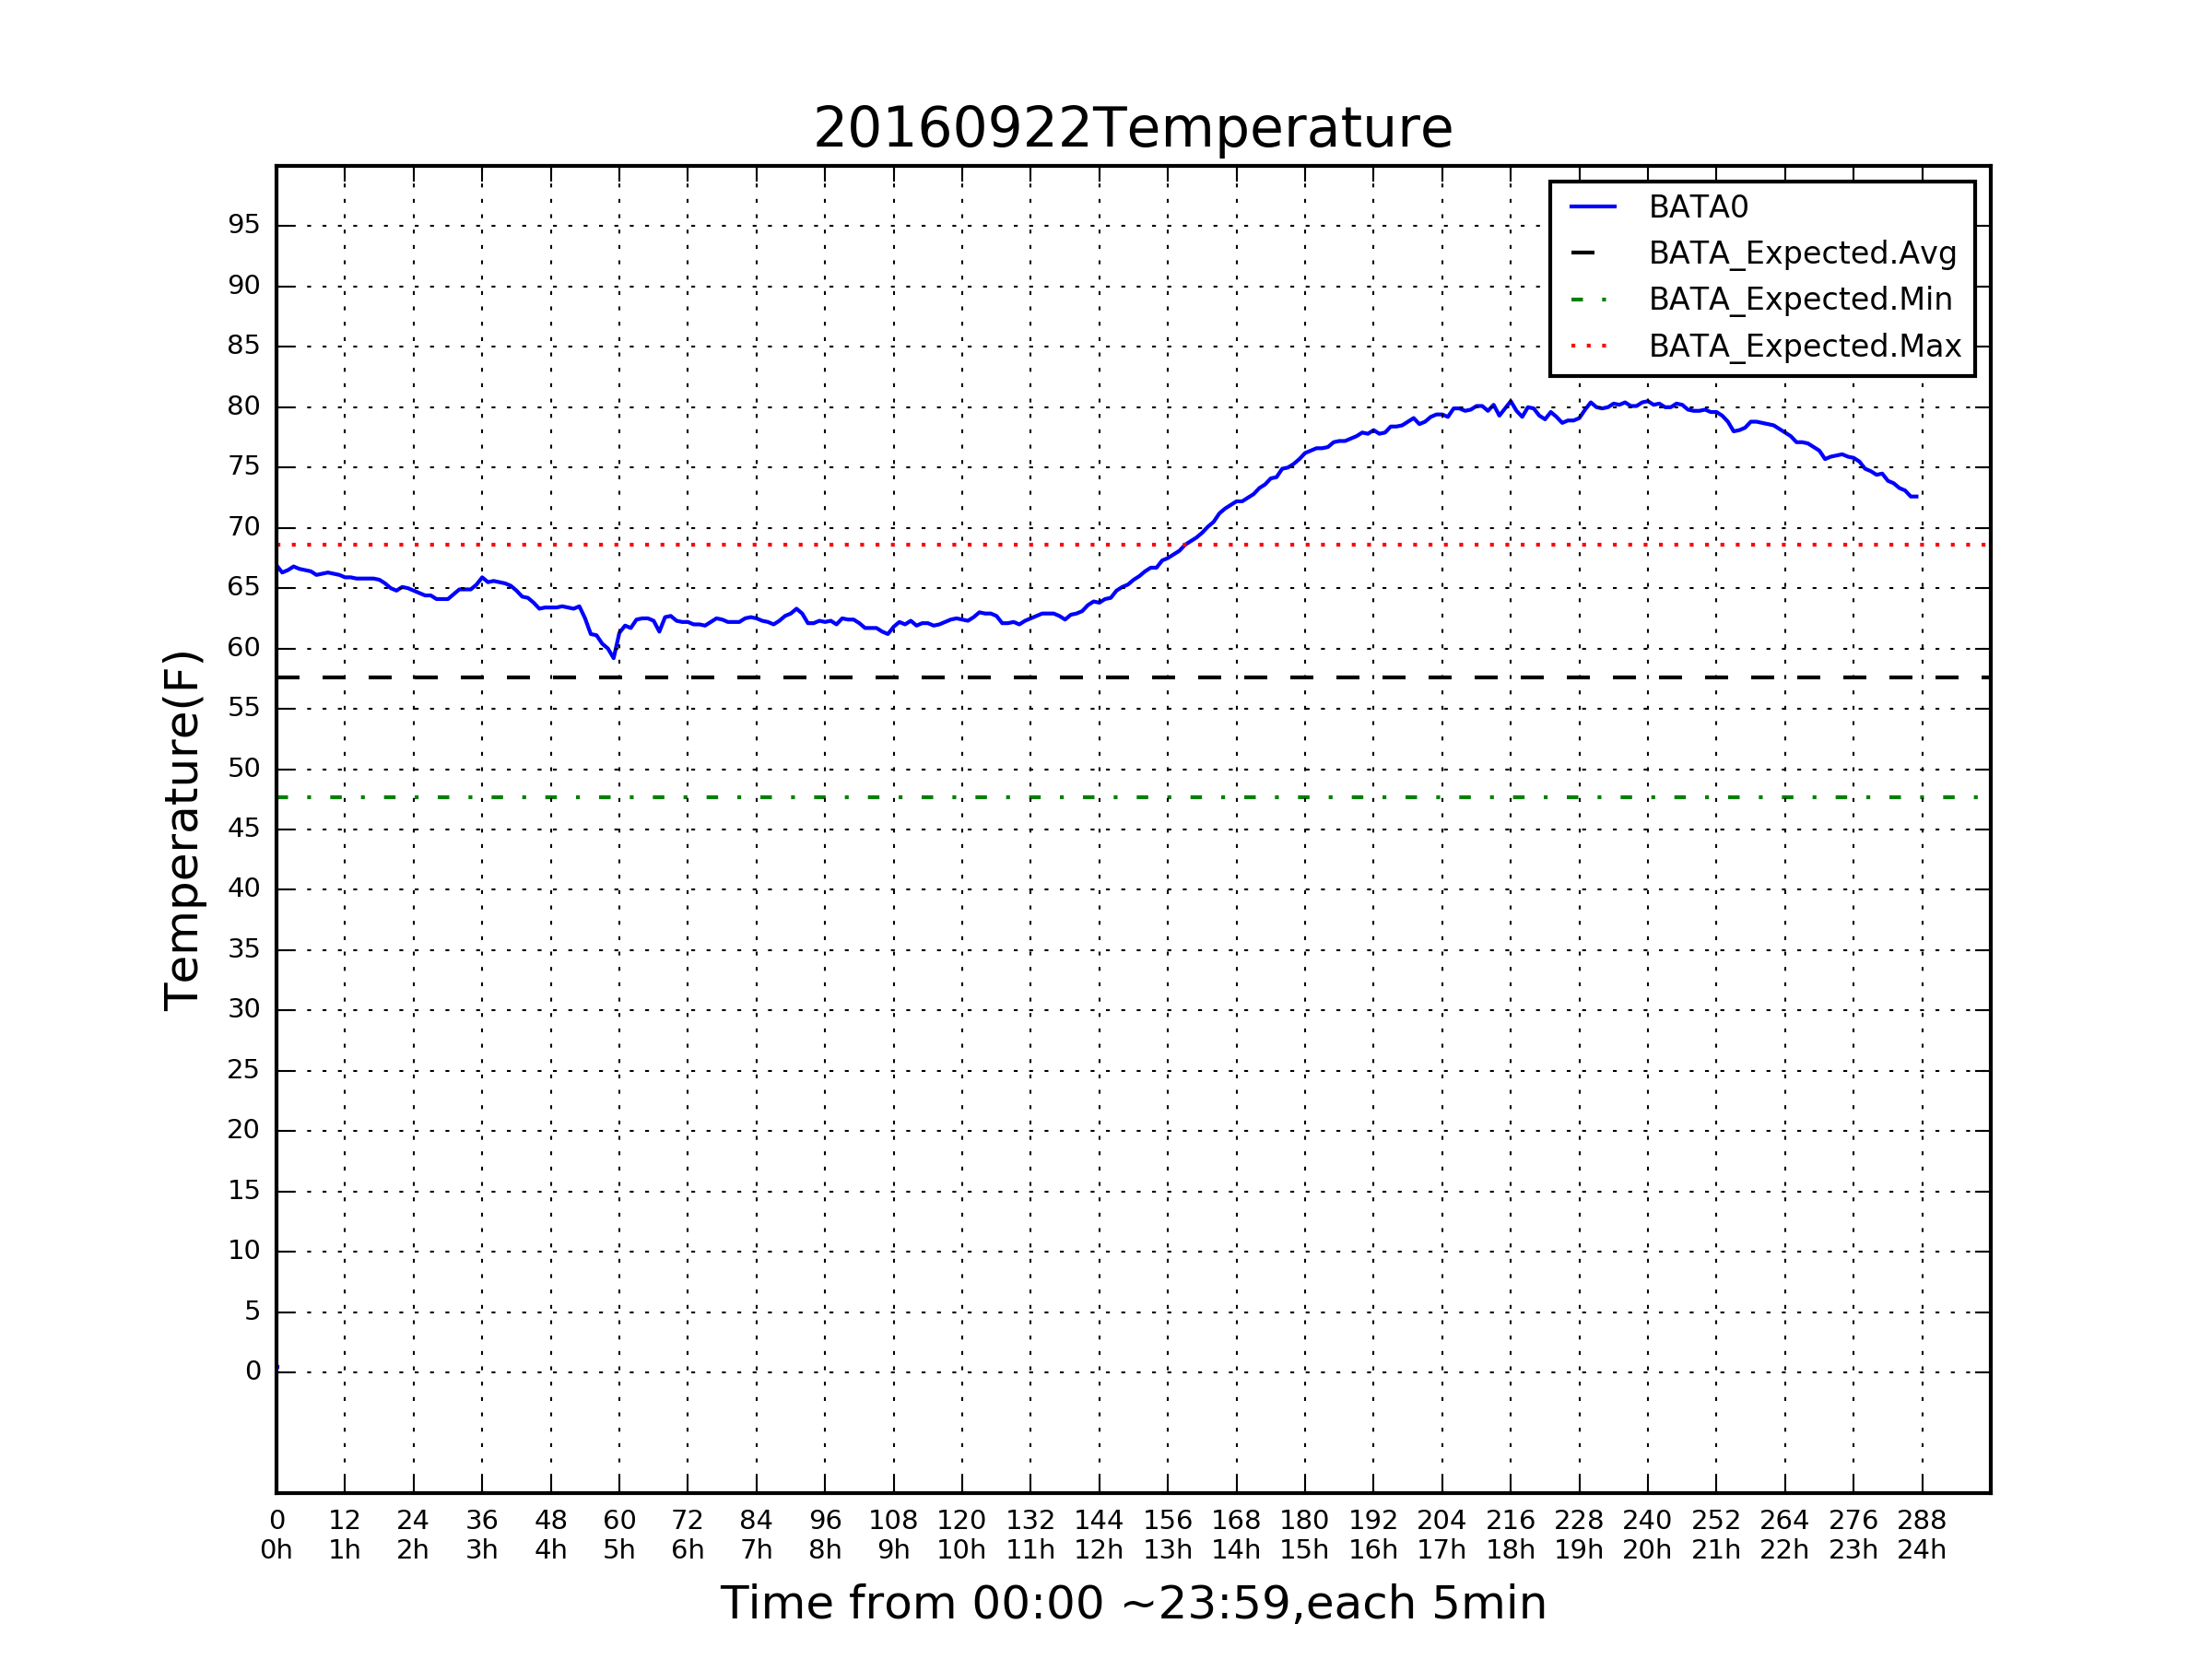 20160922Temperature
BATA0
BATA_Expected.Avg
BATA_Expected.Min
BATA_Expected.Max
Temperature(F)
95
90
85
80
75
70
65
60
55
50
45
40
35
30
25
20
15
10
5
0
0 12 24 36 48 60 72 84 96 108 120 132 144 156 168 180 192 204 216 228 240 252 264 276 288
0h 1h 2h 3h 4h 5h 6h 7h 8h 9h 10h 11h 12h 13h 14h 15h 16h 17h 18h 19h 20h 21h 22h 23h 24h
Time from 00:00 ~23:59,each 5min